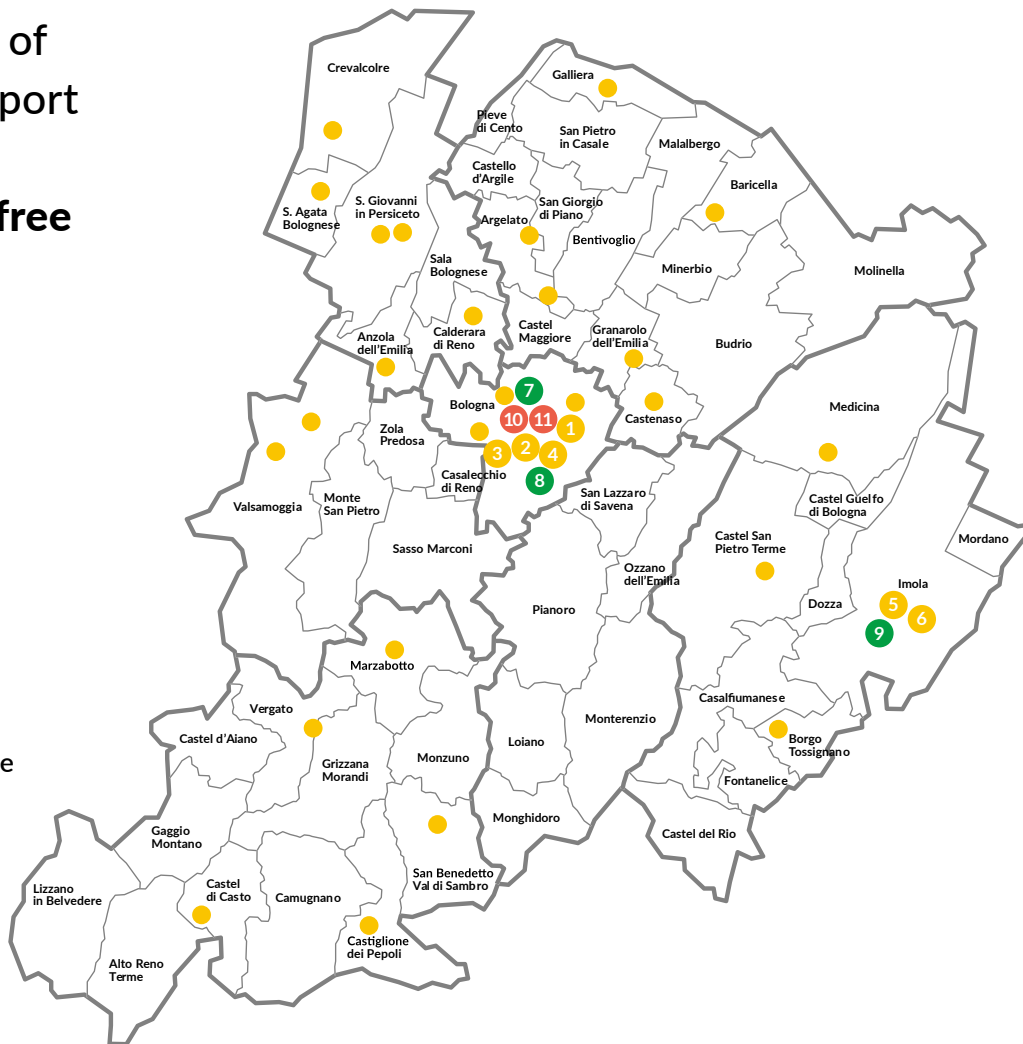 of
port
free
e
Crevalcolre
Galliera
Pieve
di Cento
San Pietro
in Casale
Malalbergo
Castello
d'Argile
Baricella
S. Agata
Bolognese
S. Giovanni
in Persiceto
San Giorgio
di Piano
Argelato
Bentivoglio
Sala
Bolognese
Minerbio
Molinella
Anzola
dell'Emilia
Calderara
di Reno
Castel
Maggiore
Granarolo
dell'Emilia
Budrio
Bologna
7
10
11
1
3
2
4
8
Castenaso
Medicina
Zola
Predosa
Casalecchio
di Reno
San Lazzaro
di Savena
Castel Guelfo
di Bologna
Valsamoggia
Monte
San Pietro
Sasso Marconi
Castel San
Pietro Terme
Mordano
Ozzano
dell'Emilia
Pianoro
Dozza
Imola
5
6
9
Marzabotto
Vergato
Castel d'Aiano
Grizzana
Morandi
Monzuno
Loiano
Monterenzio
Casalfiumanese
Borgo
Tossignano
Fontanelice
Gaggio
Montano
Monghidoro
Castel del Rio
Lizzano
in Belvedere
Castel
di Casto
Camugnano
San Benedetto
Val di Sambro
Alto Reno
Terme
Castiglione
dei Pepoli